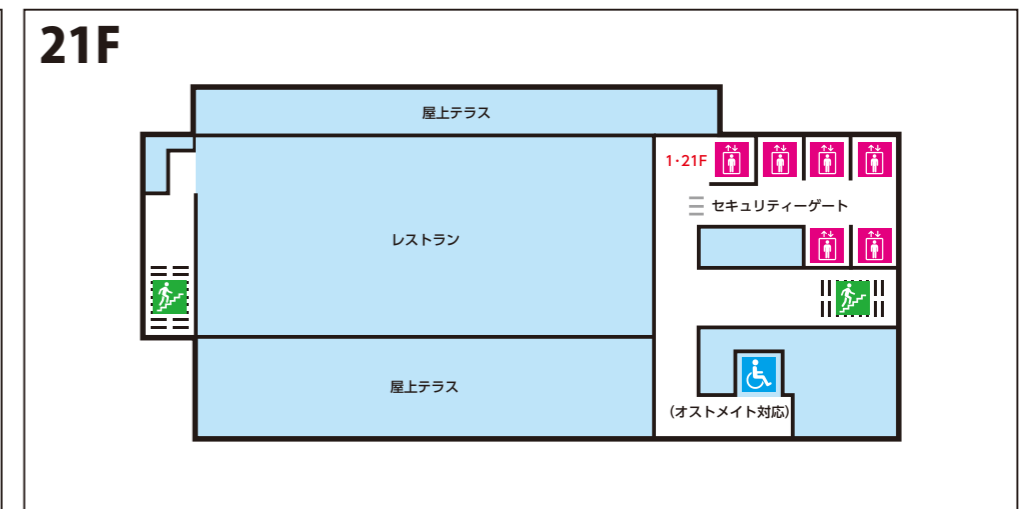 21F
屋上テラス
1・21F
セキュリティーゲート
レストラン
屋上テラス
(オストメイト対応)